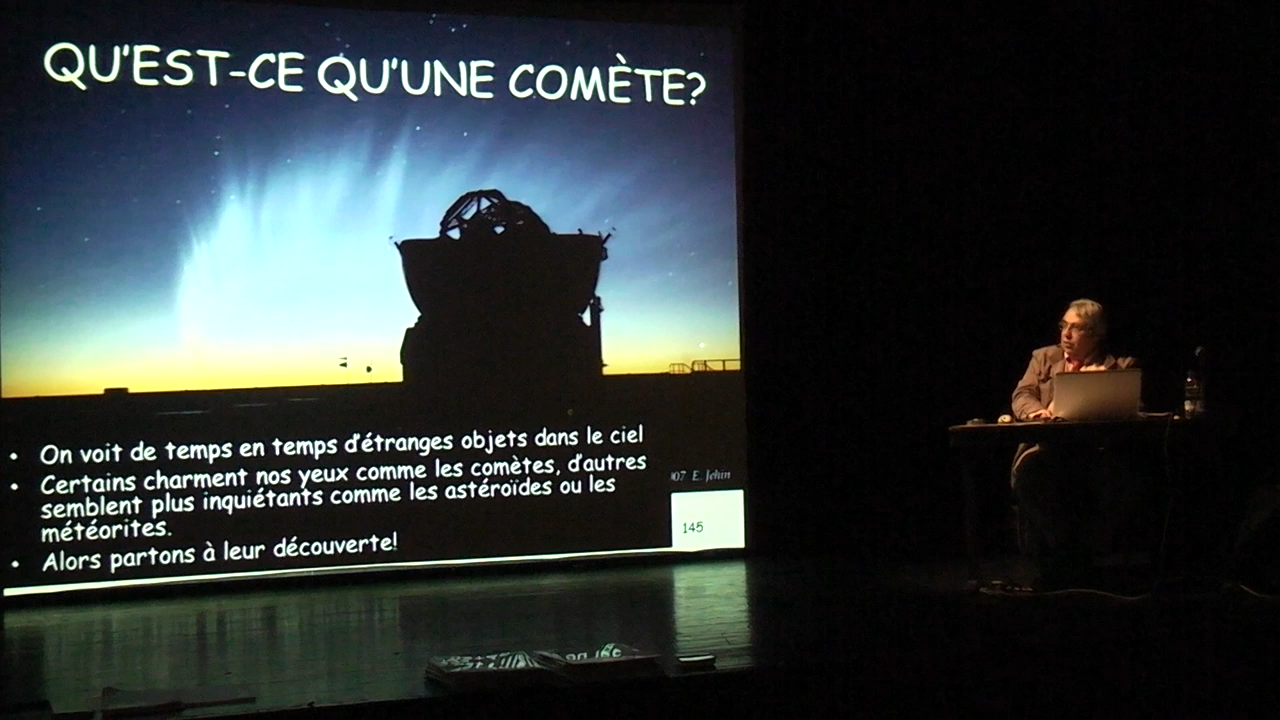 QU'EST-CE QU'UNE COMÈTE?
• On voit de temps en temps d'étranges objets dans le ciel
• Certains charment nos yeux comme les comètes, d'autres
semblent plus inquiétants comme les astéroïdes ou les
météorites.
• Alors partons à leur découverte!
07 E. Jehin
145